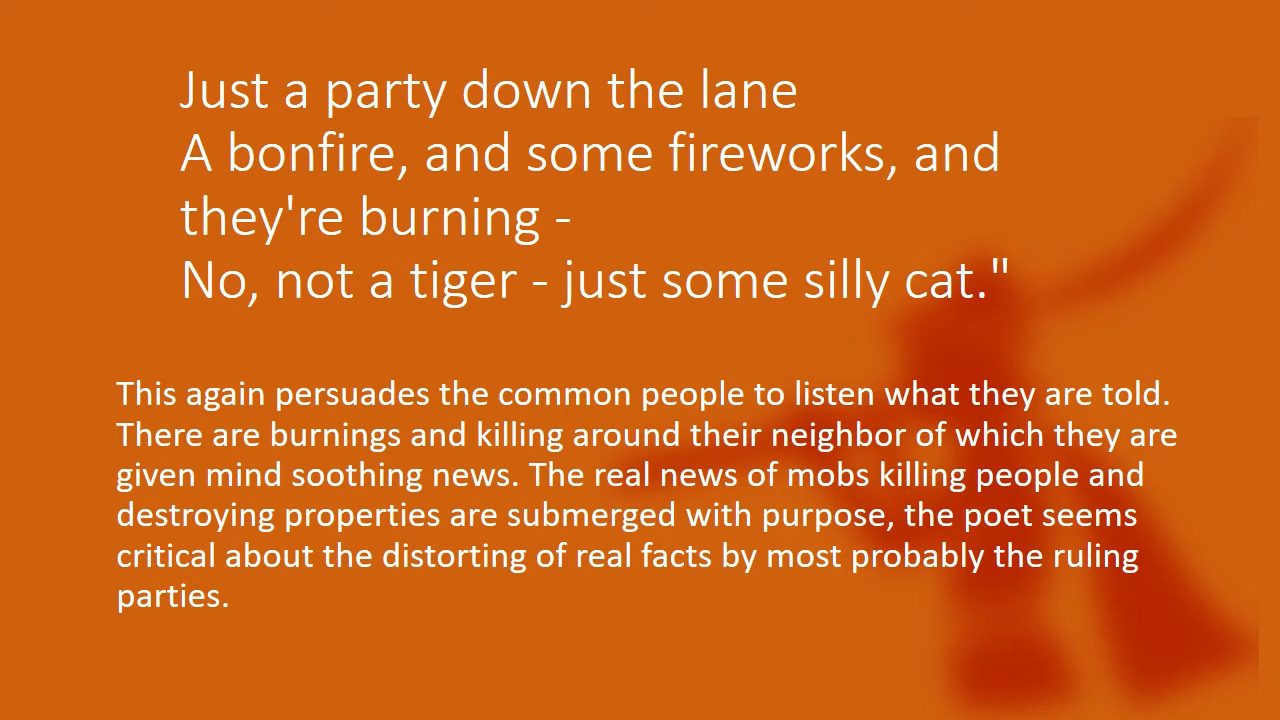 Just a party down the lane
A bonfire, and some fireworks, and
they're burning -
No, not a tiger - just some silly cat."
This again persuades the common people to listen what they are told.
There are burnings and killing around their neighbor of which they are
given mind soothing news. The real news of mobs killing people and
destroying properties are submerged with purpose, the poet seems
critical about the distorting of real facts by most probably the ruling
parties.